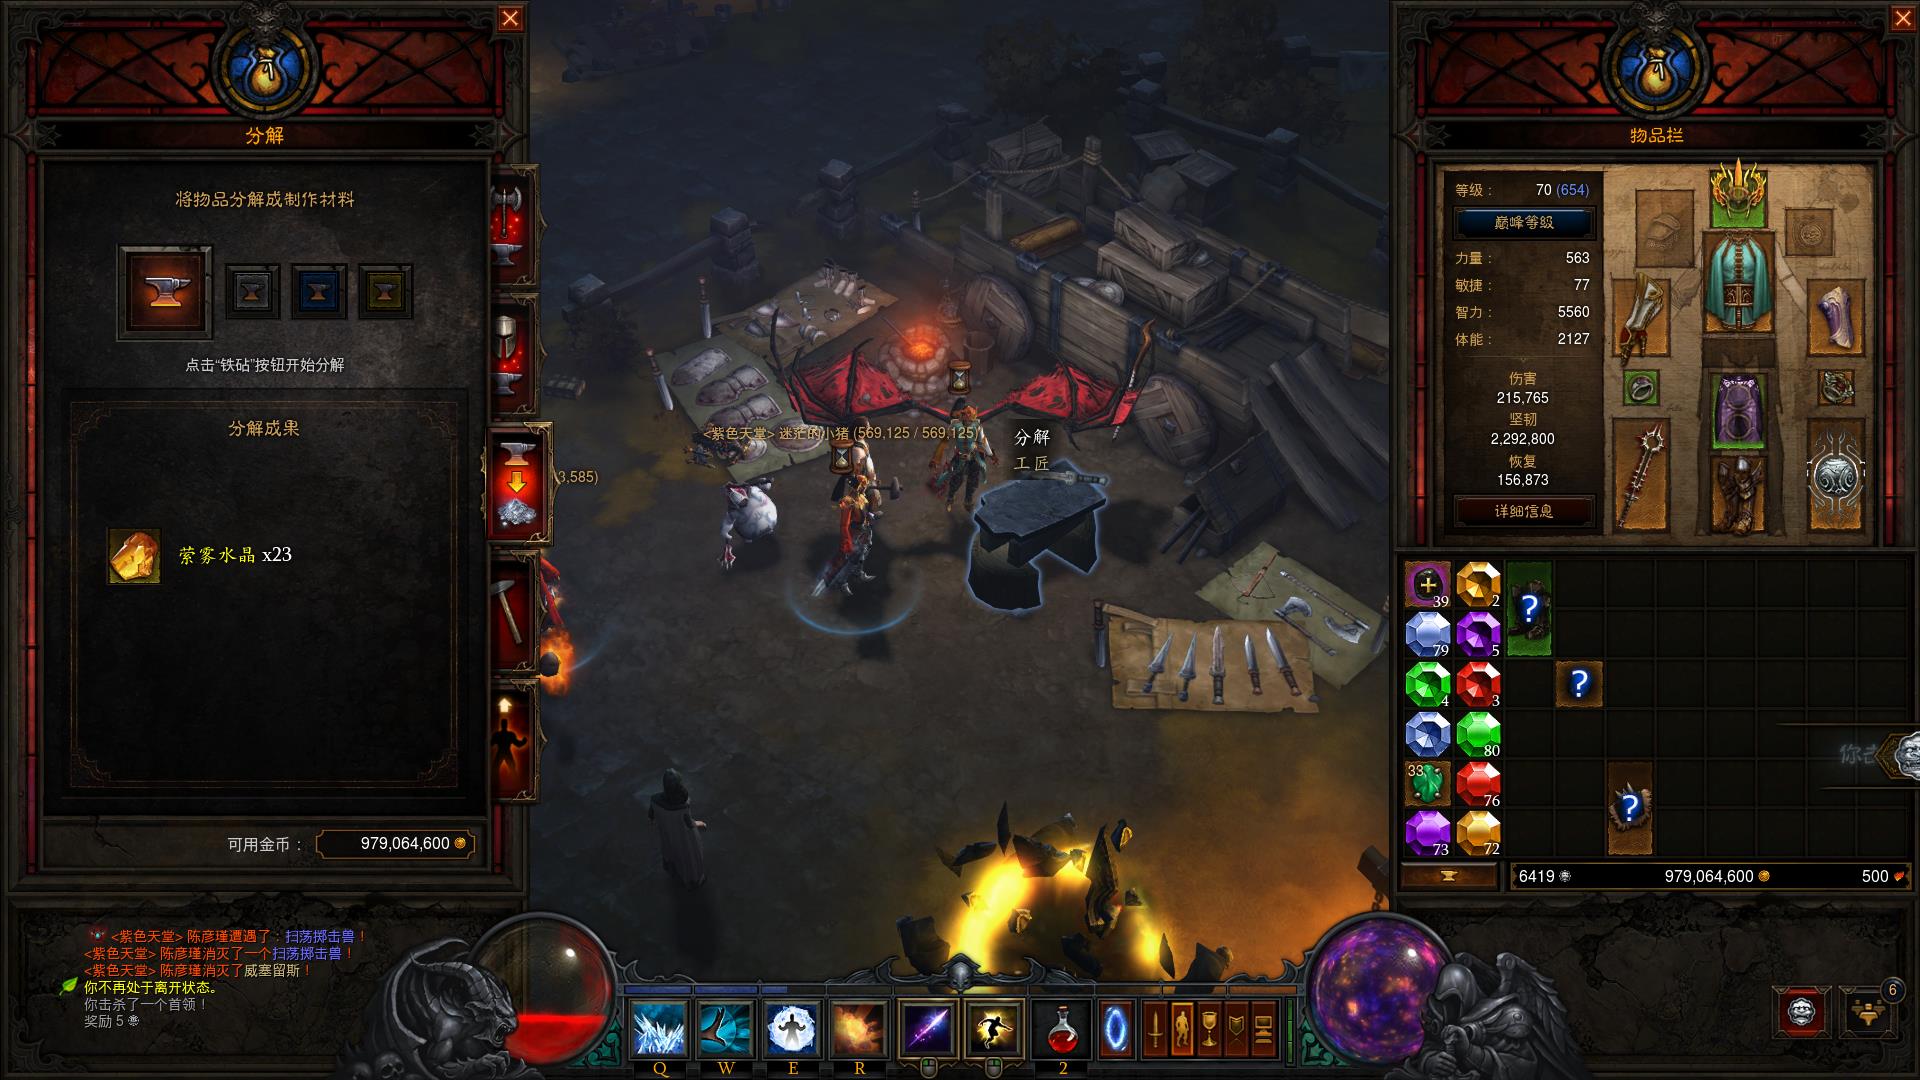 分解
将物品分解成制作材料
点击“铁砧”按钮开始分解
分解成果
萦雾水晶 x23
可用金币： 979,064,600
<紫色天堂> 陈彦瑾遭遇了：扫荡掷击兽！
<紫色天堂> 陈彦瑾消灭了一个扫荡掷击兽！
<紫色天堂> 陈彦瑾消灭了威塞留斯！
你不再处于离开状态。
你击杀了一个首领！
奖励 5
<紫色天堂> 迷茫的小猪 (569,125 / 569,125)
3,585)
分解
工匠
Q W E R 2
物品栏
等级： 70 (654)
巅峰等级
力量： 563
敏捷： 77
智力： 5560
体能： 2127
伤害
215,765
坚韧
2,292,800
恢复
156,873
详细信息
39 2 ?
79 5
4 3 ?
80
33 76 ?
73 72
6419 979,064,600 500
6